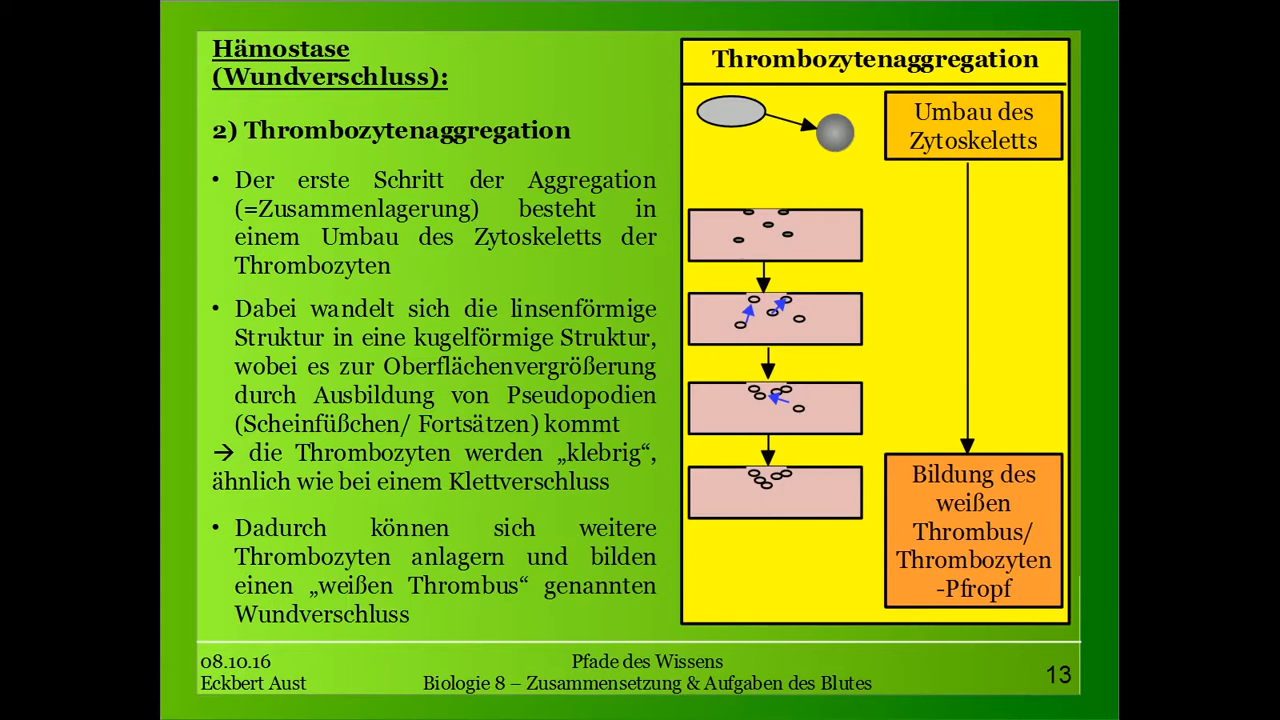 Hämostase
(Wundverschluss):
2) Thrombozytenaggregation
• Der erste Schritt der Aggregation
(=Zusammenlagerung) besteht in
einem Umbau des Zytoskeletts der
Thrombozyten
• Dabei wandelt sich die linsenförmige
Struktur in eine kugelförmige Struktur,
wobei es zur Oberflächenvergrößerung
durch Ausbildung von Pseudopodien
(Scheinfüßchen/ Fortsätzen) kommt
→ die Thrombozyten werden „klebrig“,
ähnlich wie bei einem Klettverschluss
• Dadurch können sich weitere
Thrombozyten anlagern und bilden
einen „weißen Thrombus“ genannten
Wundverschluss
Thrombozytenaggregation
Umbau des
Zytoskeletts
Bildung des
weißen
Thrombus/
Thrombozyten
-Pfropf
08.10.16
Eckbert Aust
Pfade des Wissens
Biologie 8 – Zusammensetzung & Aufgaben des Blutes
13